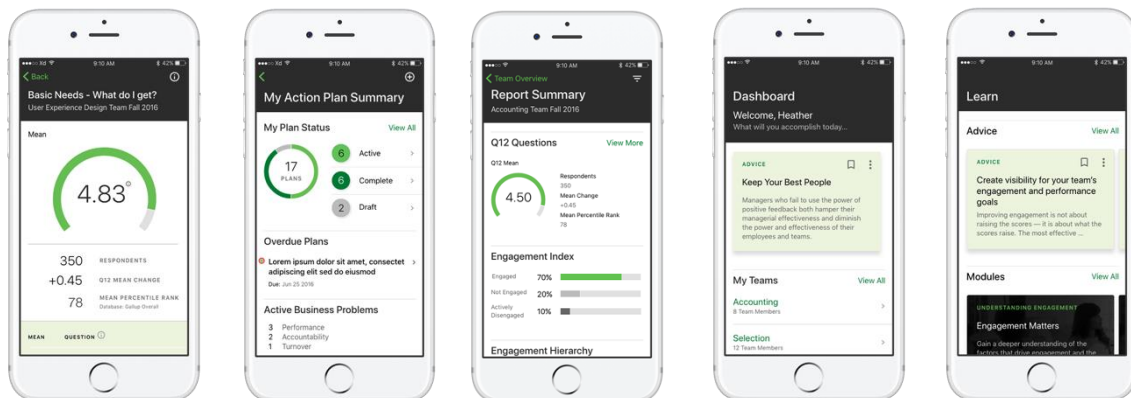 9:10 AM 42%
Back
Basic Needs - What do I get?
User Experience Design Team Fall 2016
Mean
4.83
350 RESPONDENTS
+0.45 Q12 MEAN CHANGE
78 MEAN PERCENTILE RANK
Database: Gallup Overall
MEAN QUESTION
9:10 AM 42%
My Action Plan Summary
My Plan Status View All
17
PLANS
6 Active
6 Complete
2 Draft
Overdue Plans
Lorem ipsum dolor sit amet, consectet
adipiscing elit sed do eiusmod
Due: Jun 25 2016
Active Business Problems
3 Performance
2 Accountability
1 Turnover
9:10 AM 42%
Team Overview
Report Summary
Accounting Team Fall 2016
Q12 Questions View More
Q12 Mean
4.50
Respondents
350
Mean Change
+0.45
Mean Percentile Rank
78
Engagement Index
Engaged 70%
Not Engaged 20%
Actively
Disengaged 10%
Engagement Hierarchy
9:10 AM 42%
Dashboard
Welcome, Heather
What will you accomplish today...
ADVICE
Keep Your Best People
Managers who fail to use the power of
positive feedback both hamper their
managerial effectiveness and diminish
the power and effectiveness of their
employees and teams.
My Teams View All
Accounting
8 Team Members
Selection
12 Team Members
9:10 AM 42%
Learn
Advice View All
ADVICE
Create visibility for your team's
engagement and performance
goals
Improving engagement is not about
raising the scores — it is about what the
scores raise. The most effective ...
Modules View All
UNDERSTANDING ENGAGEMENT
Engagement Matters
Gain a deeper understanding of the
factors that drive engagement and the